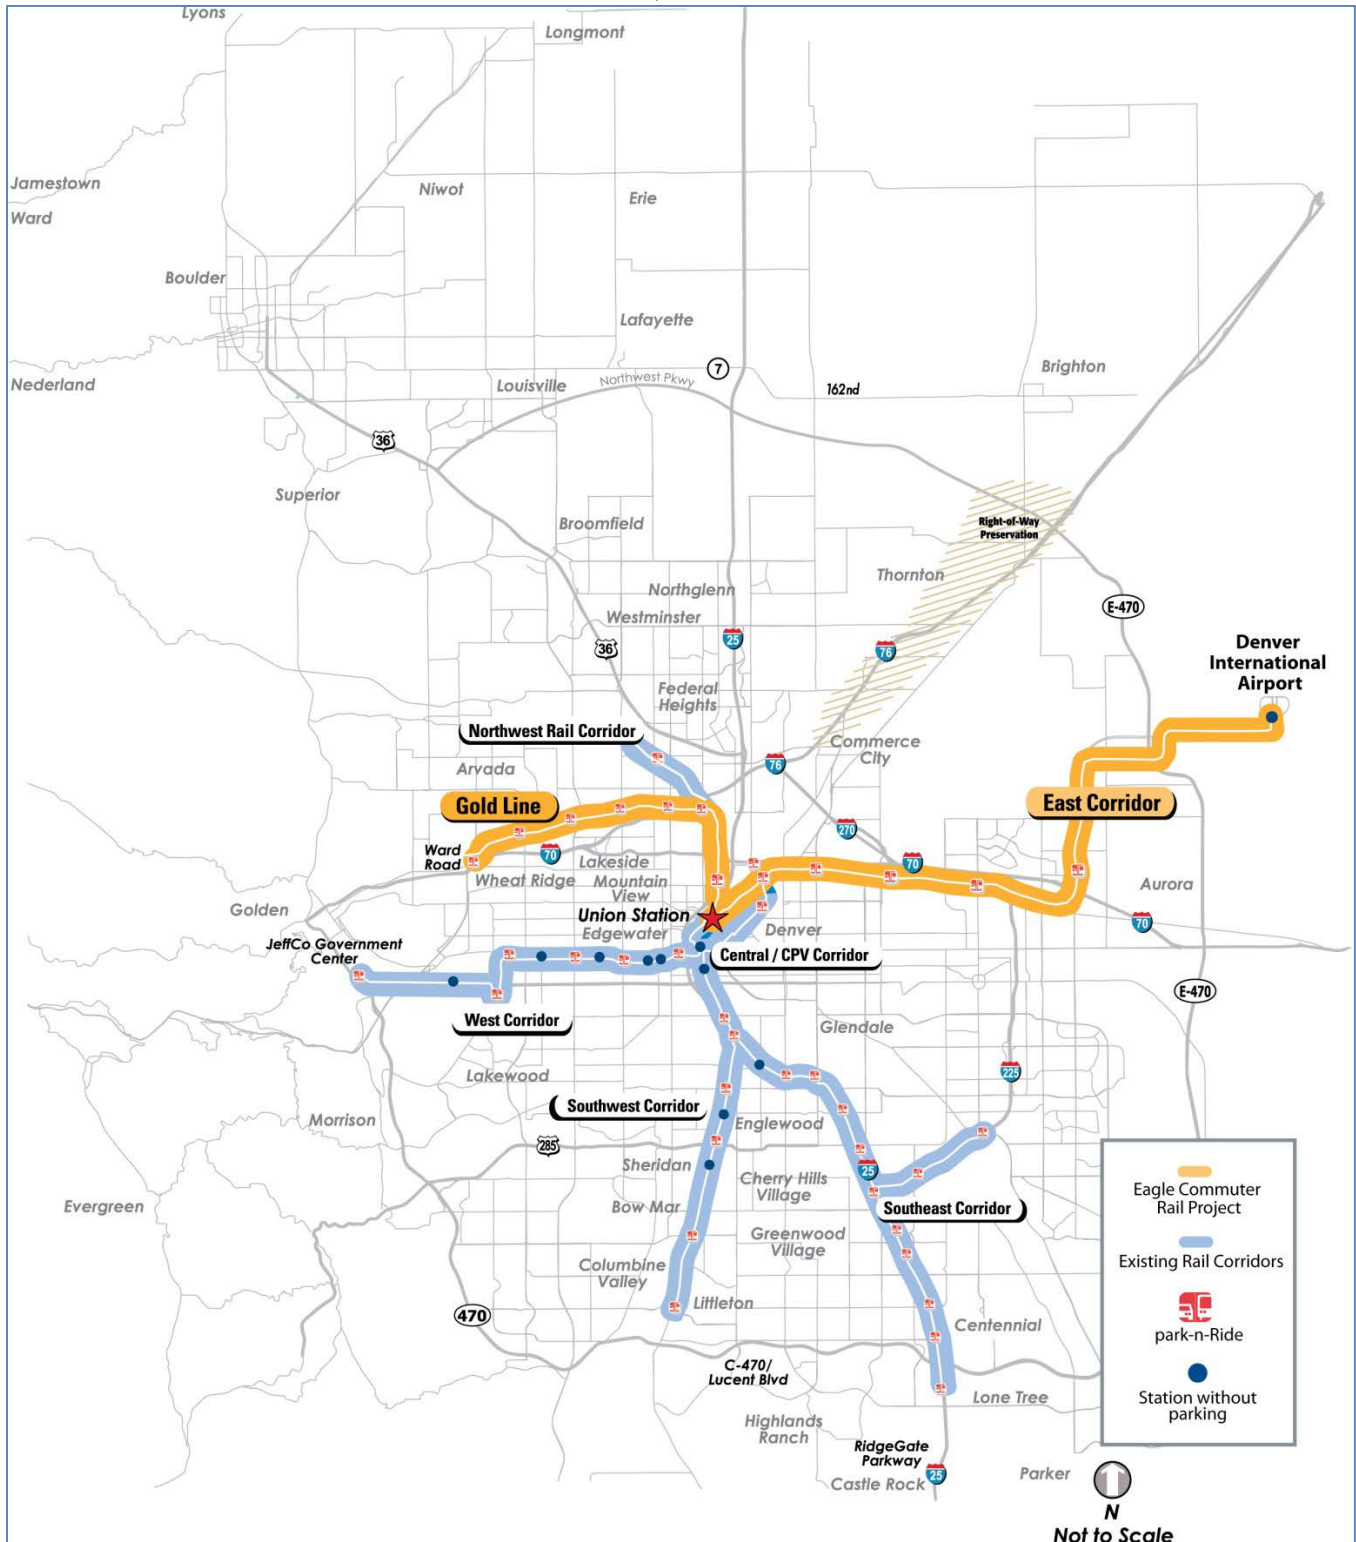 Lyons
Longmont
Jamestown
Niwot
Erie
Ward
Boulder
Lafayette
7
Brighton
Nederland
Louisville
Northwest Pkwy
162nd
36
Superior
Broomfield
Right-of-Way
Preservation
Thornton
Northglenn
E-470
Westminster
25
36
76
Denver
International
Airport
Federal
Heights
Northwest Rail Corridor
Commerce
City
76
Arvada
Gold Line
East Corridor
270
Ward
Road
70
Lakeside
70
Wheat Ridge
Mountain
View
Aurora
Golden
Union Station
Edgewater
Denver
70
JeffCo Government
Center
Central / CPV Corridor
E-470
West Corridor
Glendale
Lakewood
225
Southwest Corridor
Morrison
Englewood
285
Sheridan
25
Cherry Hills
Village
Evergreen
Bow Mar
Southeast Corridor
Greenwood
Village
Columbine
Valley
Littleton
470
Centennial
C-470/
Lucent Blvd
Lone Tree
Highlands
Ranch
RidgeGate
Parkway
25
Castle Rock
Parker
Eagle Commuter
Rail Project
Existing Rail Corridors
park-n-Ride
Station without
parking
N
Not to Scale